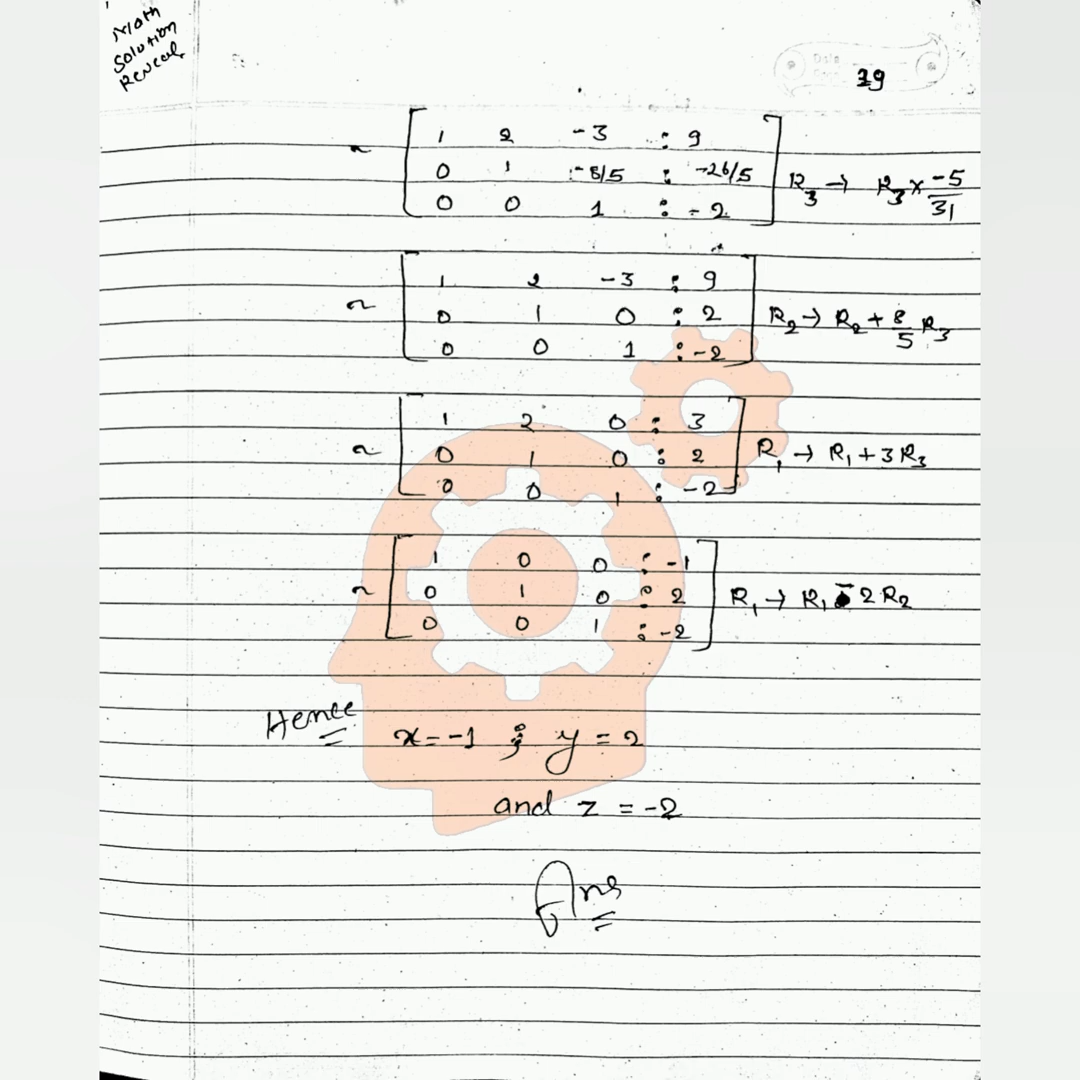 Math
Solution
Reveal
Date
19
~ [ 1 2 -3 : 9
0 1 -8/5 : -26/5
0 0 1 : -2 ] R₃ → R₃ × -5/31
~ [ 1 2 -3 : 9
0 1 0 : 2
0 0 1 : -2 ] R₂ → R₂ + 8/5 R₃
~ [ 1 2 0 : 3
0 1 0 : 2
0 0 1 : -2 ] R₁ → R₁ + 3R₃
~ [ 1 0 0 : -1
0 1 0 : 2
0 0 1 : -2 ] R₁ → R₁ - 2R₂
Hence
x = -1 ; y = 2
and z = -2
Ans